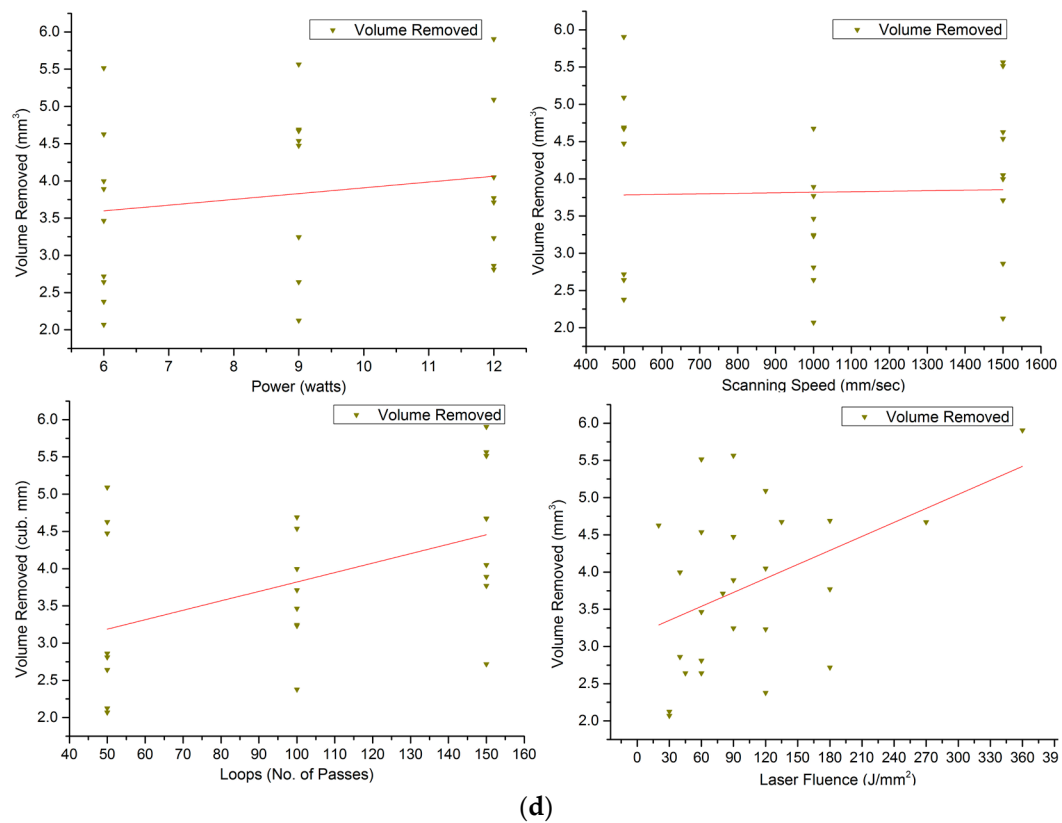 Volume Removed
6.0
5.5
5.0
4.5
4.0
3.5
3.0
2.5
2.0
Volume Removed (mm³)
6 7 8 9 10 11 12
Power (watts)
Volume Removed
6.0
5.5
5.0
4.5
4.0
3.5
3.0
2.5
2.0
Volume Removed (mm³)
400 500 600 700 800 900 1000 1100 1200 1300 1400 1500 1600
Scanning Speed (mm/sec)
Volume Removed
6.0
5.5
5.0
4.5
4.0
3.5
3.0
2.5
2.0
Volume Removed (cub. mm)
40 50 60 70 80 90 100 110 120 130 140 150 160
Loops (No. of Passes)
Volume Removed
6.0
5.5
5.0
4.5
4.0
3.5
3.0
2.5
2.0
Volume Removed (mm³)
0 30 60 90 120 150 180 210 240 270 300 330 360 39
Laser Fluence (J/mm²)
(d)